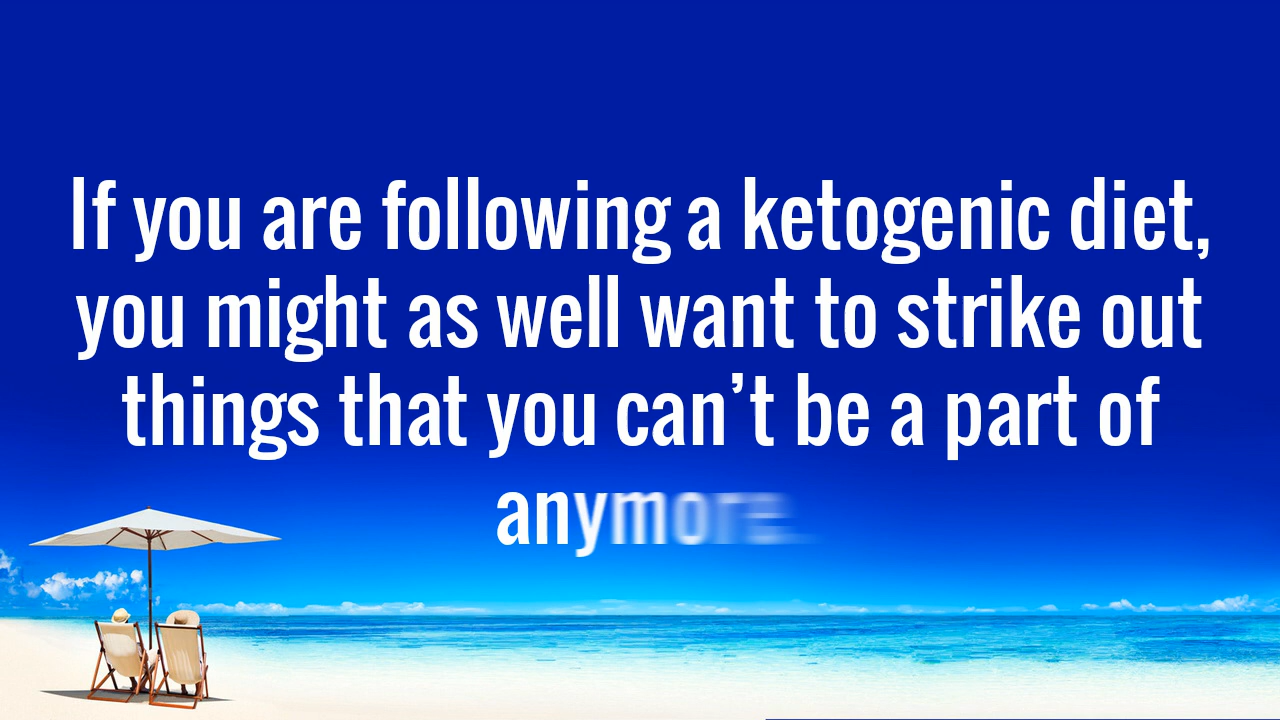 If you are following a ketogenic diet,
you might as well want to strike out
things that you can’t be a part of
anymore.